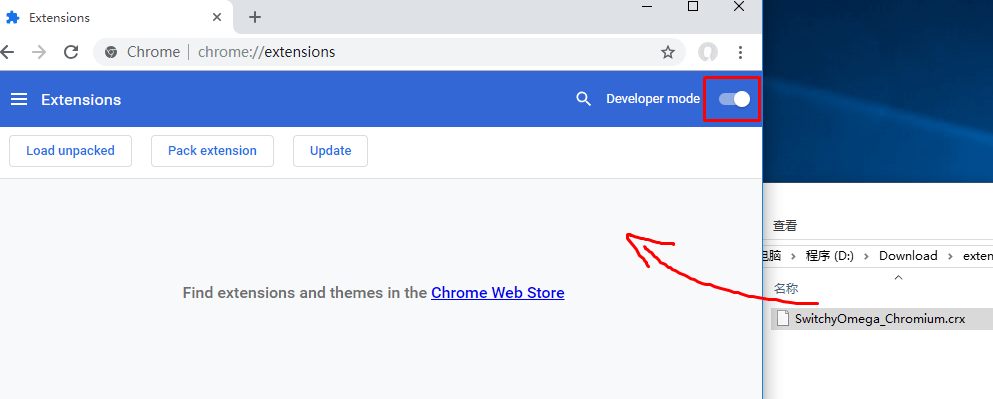 Extensions
Chrome
chrome://extensions
Extensions
Developer mode
Load unpacked
Pack extension
Update
Find extensions and themes in the Chrome Web Store
查看
电脑 > 程序 (D:) > Download > exten
名称
SwitchyOmega_Chromium.crx